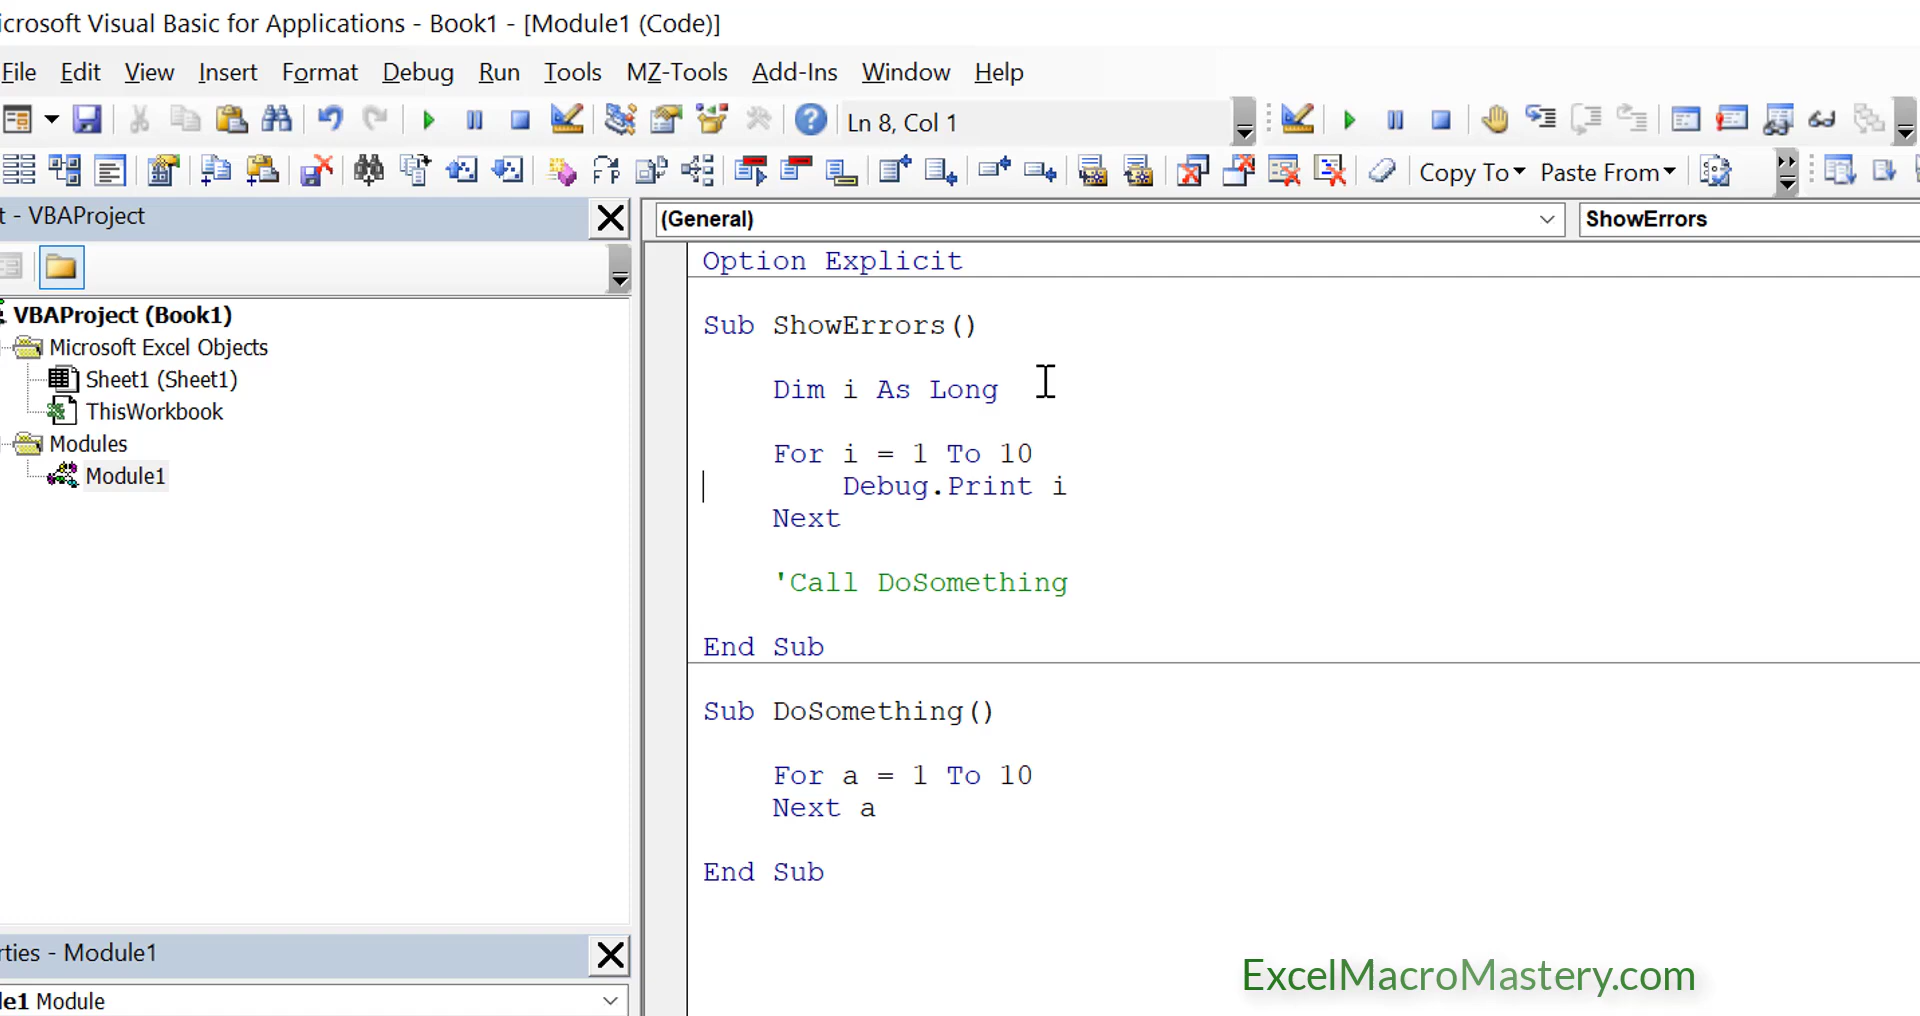 icrosoft Visual Basic for Applications - Book1 - [Module1 (Code)]
File Edit View Insert Format Debug Run Tools MZ-Tools Add-Ins Window Help
Ln 8, Col 1
Copy To Paste From
t - VBAProject
(General) ShowErrors
VBAProject (Book1)
Microsoft Excel Objects
Sheet1 (Sheet1)
ThisWorkbook
Modules
Module1
Option Explicit
Sub ShowErrors()
Dim i As Long
For i = 1 To 10
Debug.Print i
Next
'Call DoSomething
End Sub
Sub DoSomething()
For a = 1 To 10
Next a
End Sub
rties - Module1
le1 Module
ExcelMacroMastery.com